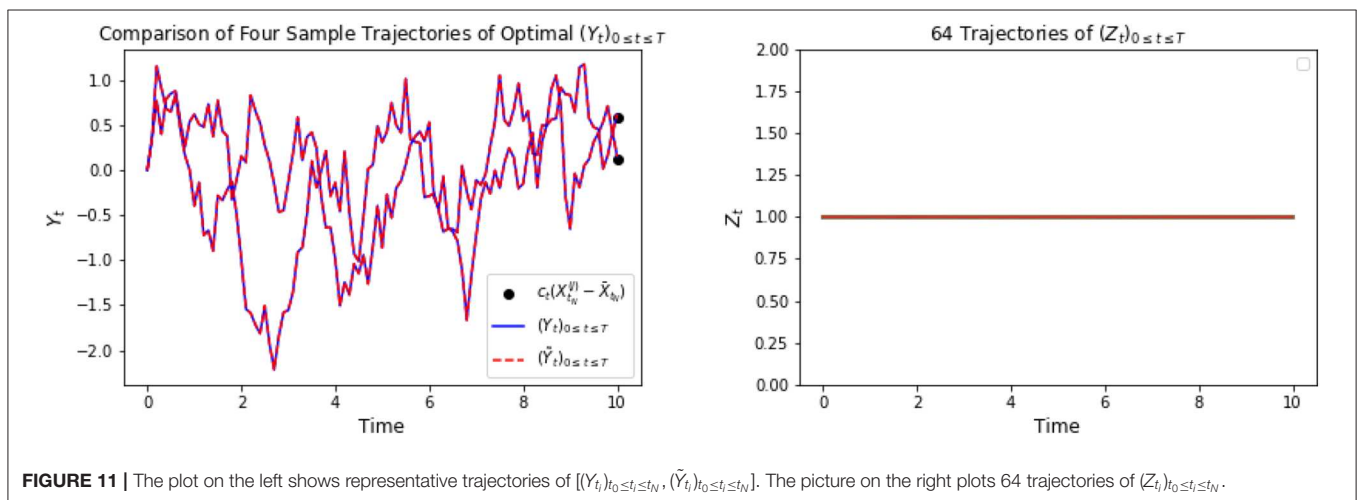 Comparison of Four Sample Trajectories of Optimal (Y_t)_{0≤t≤T}
1.0
0.5
0.0
−0.5
−1.0
−1.5
−2.0
Y_t
0 2 4 6 8 10
Time
c_t(X_{t_N}^{(j)} − X̄_{t_N})
(Y_t)_{0≤t≤T}
(Ỹ_t)_{0≤t≤T}
64 Trajectories of (Z_t)_{0≤t≤T}
2.00
1.75
1.50
1.25
1.00
0.75
0.50
0.25
0.00
Z_t
0 2 4 6 8 10
Time
FIGURE 11 | The plot on the left shows representative trajectories of [(Y_{t_i})_{t_0≤t_i≤t_N}, (Ỹ_{t_i})_{t_0≤t_i≤t_N}]. The picture on the right plots 64 trajectories of (Z_{t_i})_{t_0≤t_i≤t_N}.